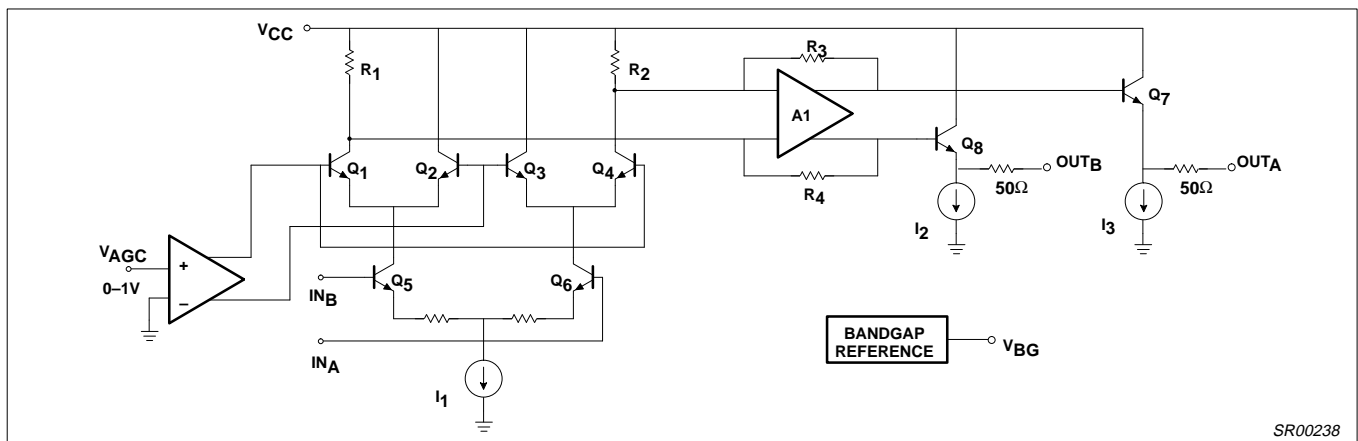 VCC
R1
R2
R3
A1
Q7
Q8
Q1
Q2
Q3
Q4
R4
50Ω
OUTB
50Ω
OUTA
I2
I3
VAGC
0–1V
+
–
INB
Q5
Q6
INA
I1
BANDGAP
REFERENCE
VBG
SR00238